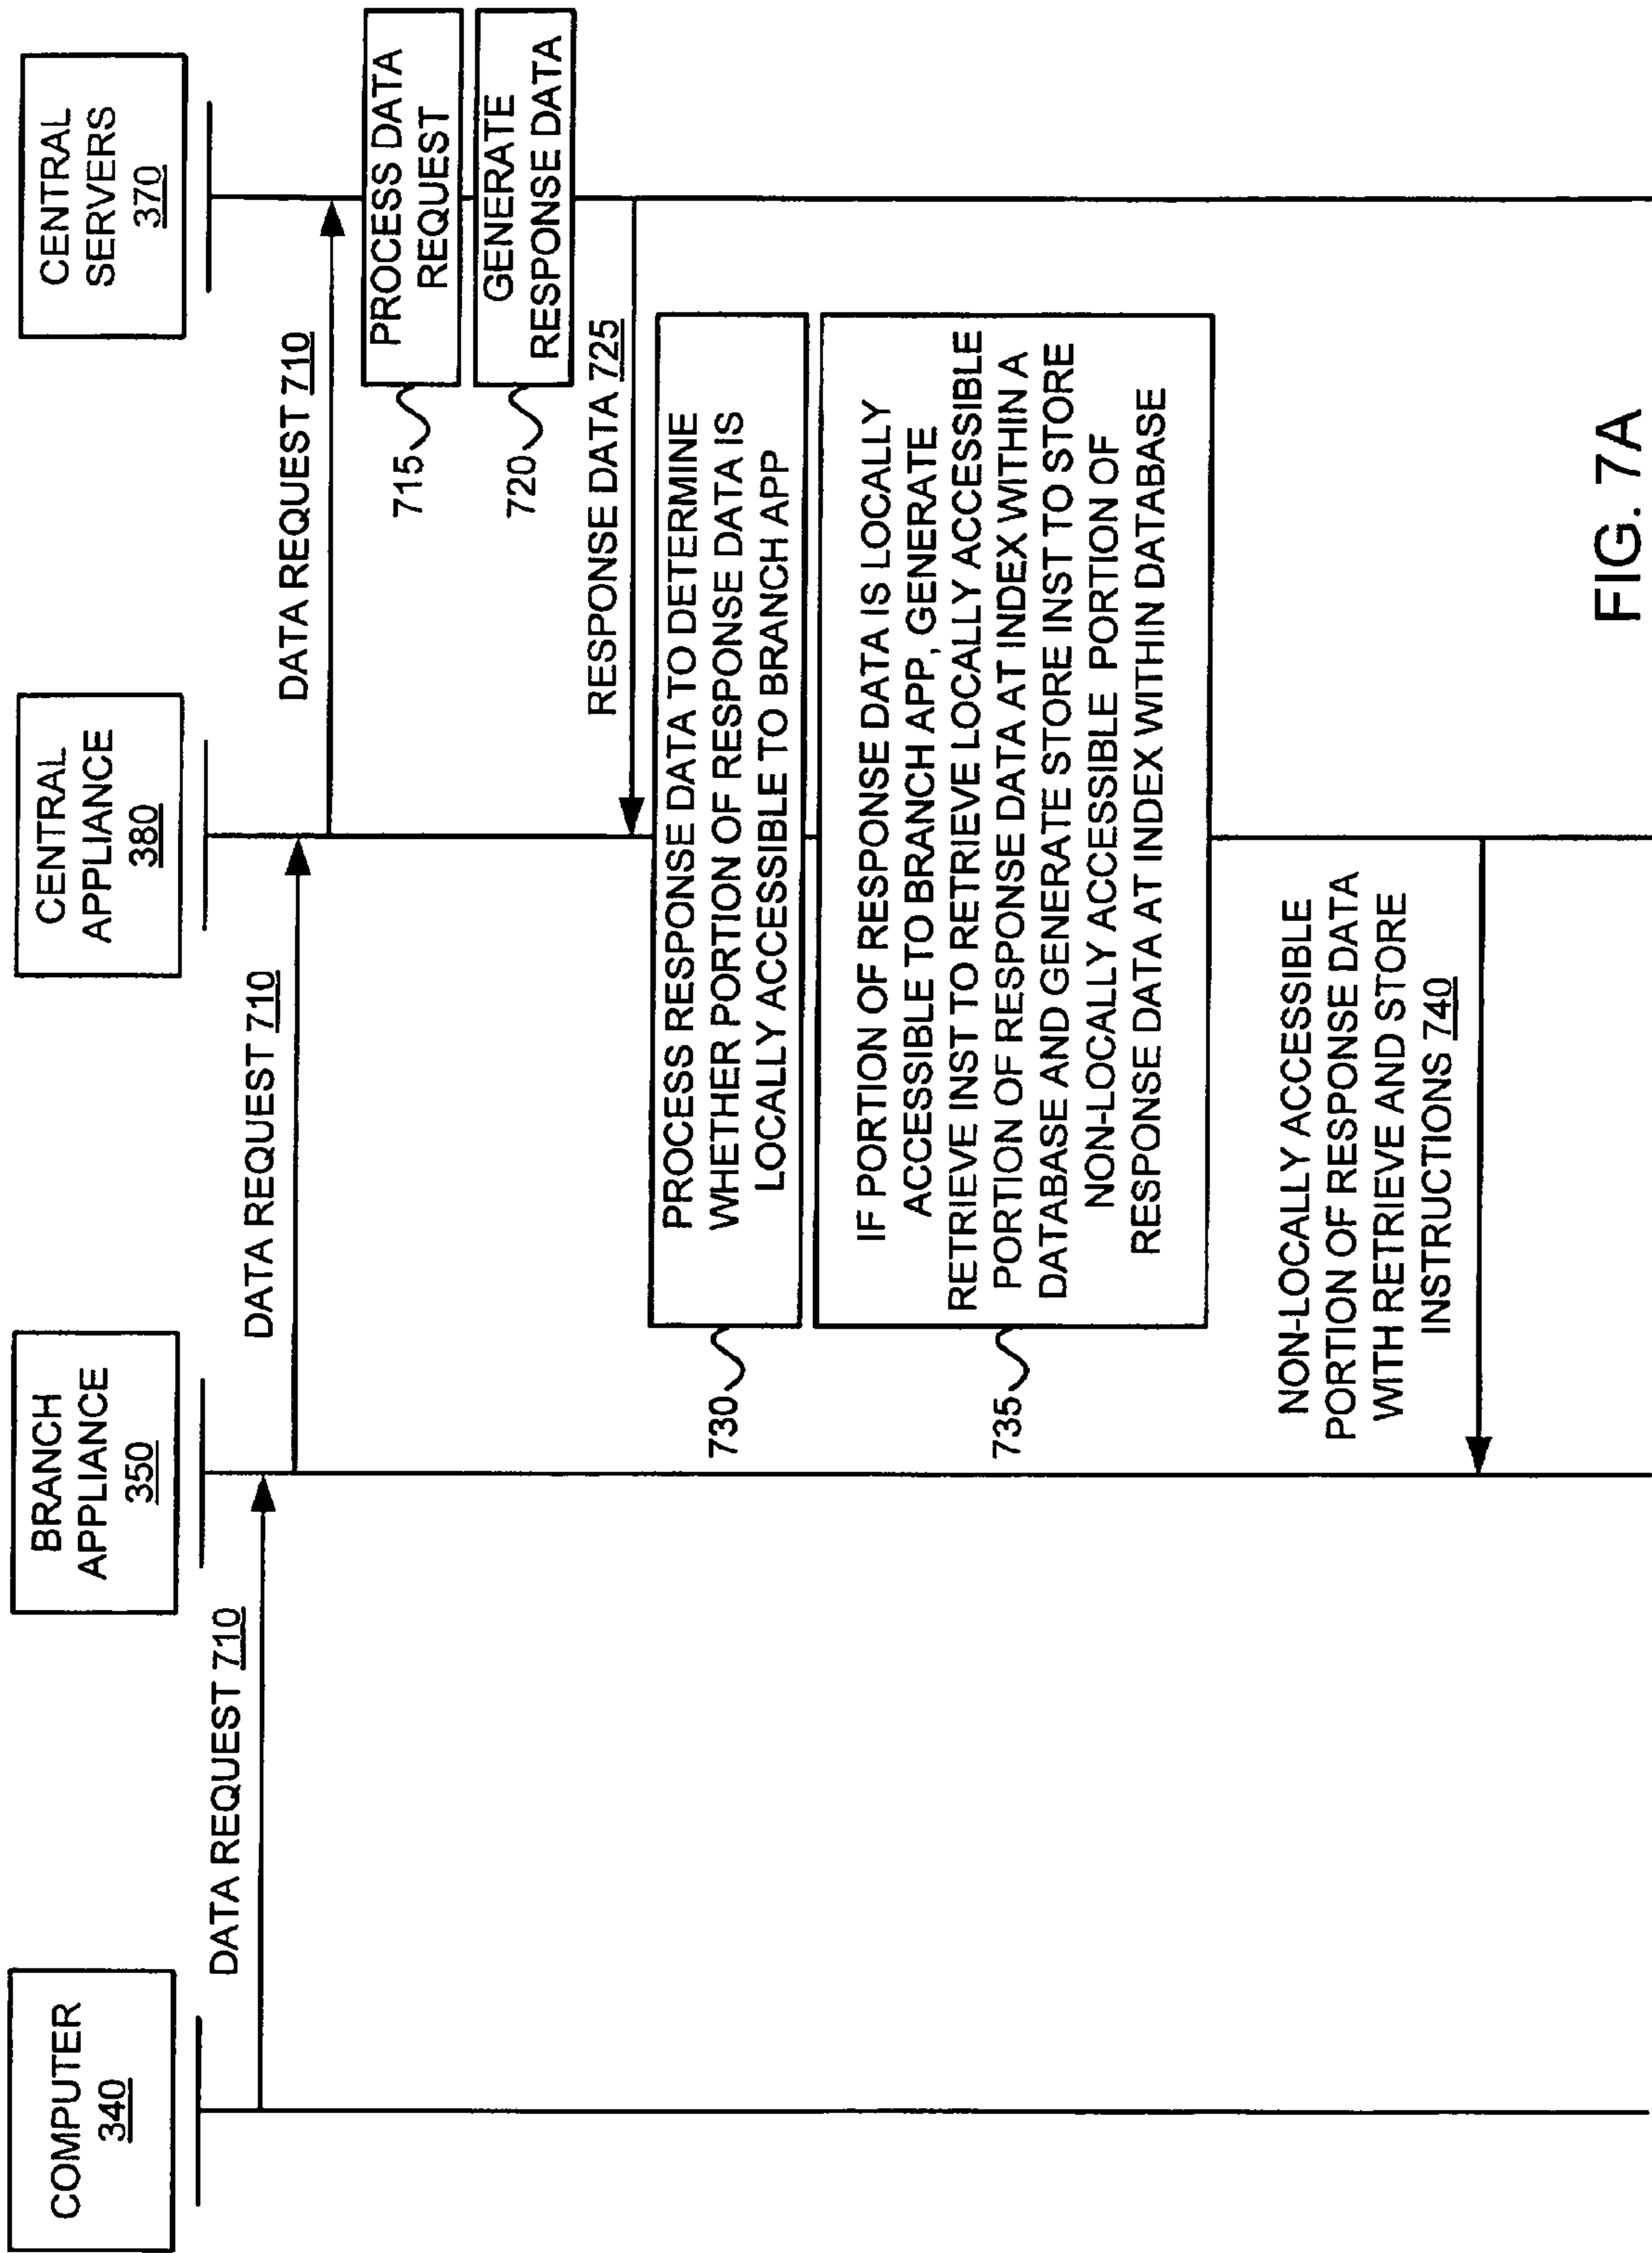 COMPUTER
340
BRANCH
APPLIANCE
350
CENTRAL
APPLIANCE
380
CENTRAL
SERVERS
370
DATA REQUEST 710
DATA REQUEST 710
DATA REQUEST 710
PROCESS DATA
REQUEST
715
GENERATE
RESPONSE DATA
720
RESPONSE DATA 725
PROCESS RESPONSE DATA TO DETERMINE
WHETHER PORTION OF RESPONSE DATA IS
LOCALLY ACCESSIBLE TO BRANCH APP
730
IF PORTION OF RESPONSE DATA IS LOCALLY
ACCESSIBLE TO BRANCH APP, GENERATE
RETRIEVE INST TO RETRIEVE LOCALLY ACCESSIBLE
PORTION OF RESPONSE DATA AT INDEX WITHIN A
DATABASE AND GENERATE STORE INST TO STORE
NON-LOCALLY ACCESSIBLE PORTION OF
RESPONSE DATA AT INDEX WITHIN DATABASE
735
NON-LOCALLY ACCESSIBLE
PORTION OF RESPONSE DATA
WITH RETRIEVE AND STORE
INSTRUCTIONS 740
FIG. 7A